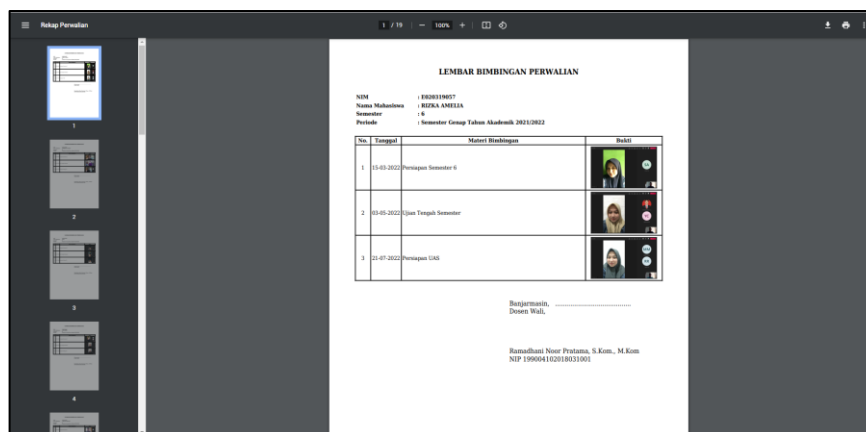 Rekap Perwalian
1 / 19
100%
1
2
3
4
LEMBAR BIMBINGAN PERWALIAN
NIM : E020319057
Nama Mahasiswa : RIZKA AMELIA
Semester : 6
Periode : Semester Genap Tahun Akademik 2021/2022
No. Tanggal Materi Bimbingan Bukti
1 15-03-2022 Persiapan Semester 6
2 03-05-2022 Ujian Tengah Semester
3 21-07-2022 Persiapan UAS
Banjarmasin, ......................................
Dosen Wali,
Ramadhani Noor Pratama, S.Kom., M.Kom
NIP 199004102018031001